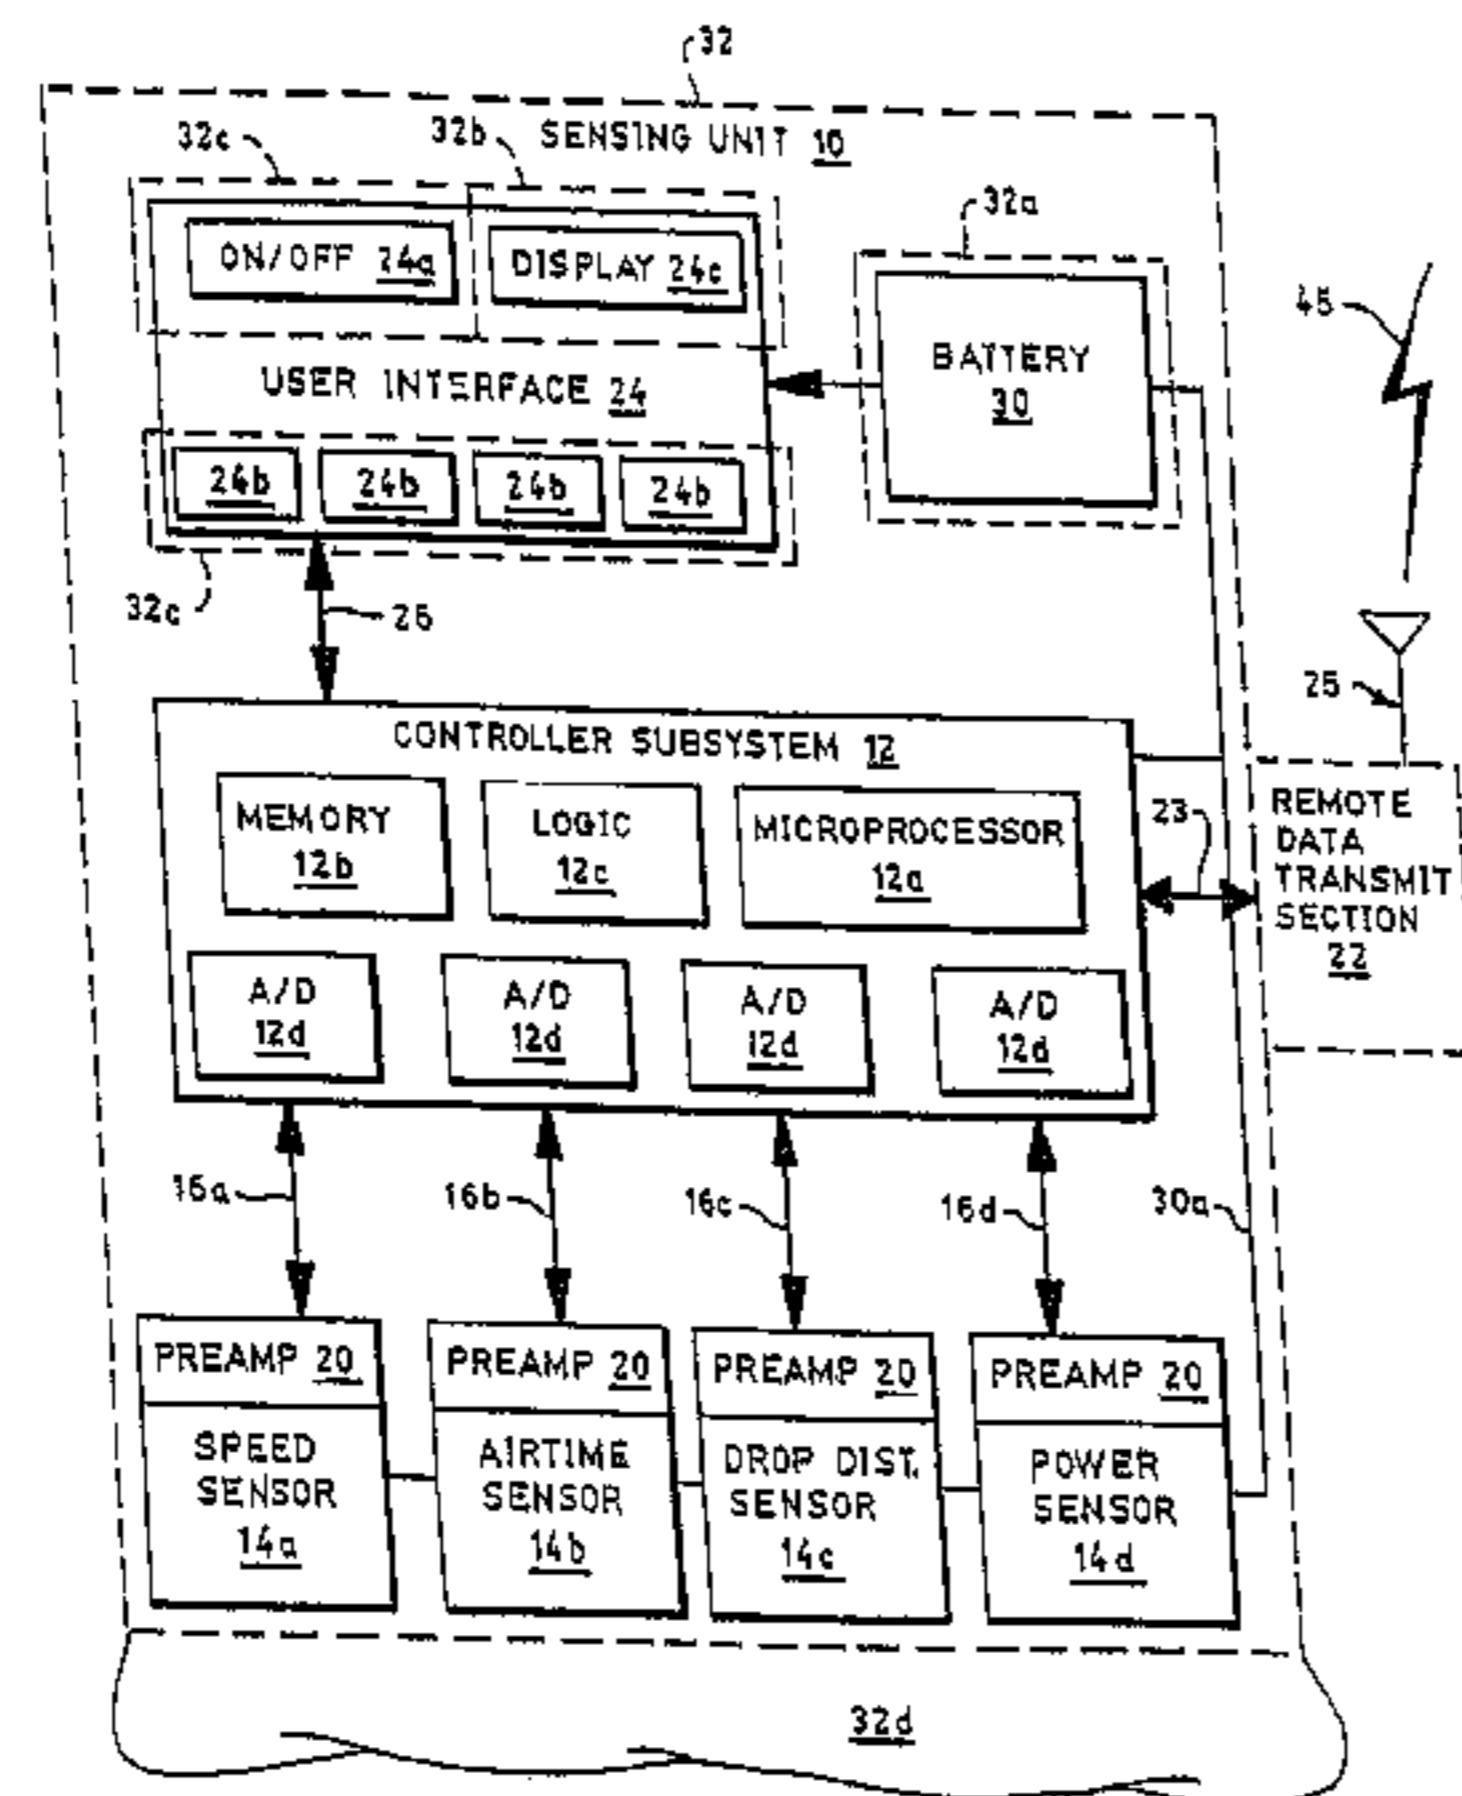 32
SENSING UNIT 10
32c
32b
32a
ON/OFF 24a
DISPLAY 24c
USER INTERFACE 24
BATTERY
30
45
24b 24b 24b 24b
32c
26
25
CONTROLLER SUBSYSTEM 12
MEMORY
12b
LOGIC
12c
MICROPROCESSOR
12a
23
REMOTE
DATA
TRANSMIT
SECTION
22
A/D
12d
A/D
12d
A/D
12d
A/D
12d
16a
16b
16c
16d
30a
PREAMP 20
SPEED
SENSOR
14a
PREAMP 20
AIRTIME
SENSOR
14b
PREAMP 20
DROP DIST.
SENSOR
14c
PREAMP 20
POWER
SENSOR
14d
32d